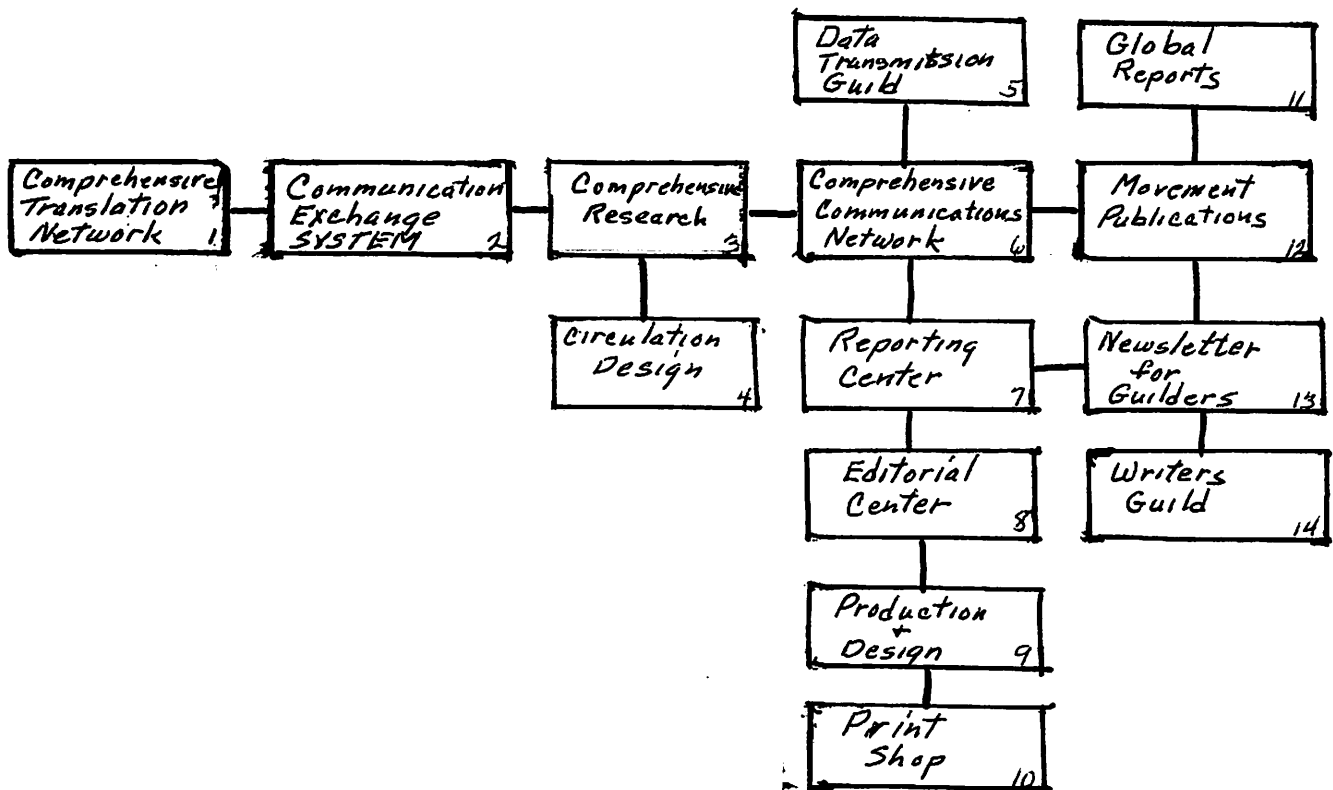 Comprehensive
Translation
Network 1
Communication
Exchange
SYSTEM 2
Comprehensive
Research
3
Circulation
Design
4
Data
Transmission
Guild 5
Comprehensive
Communications
Network 6
Reporting
Center
7
Editorial
Center
8
Production
+
Design 9
Print
Shop
10
Global
Reports
11
Movement
Publications
12
Newsletter
for
Guilders 13
Writers
Guild
14